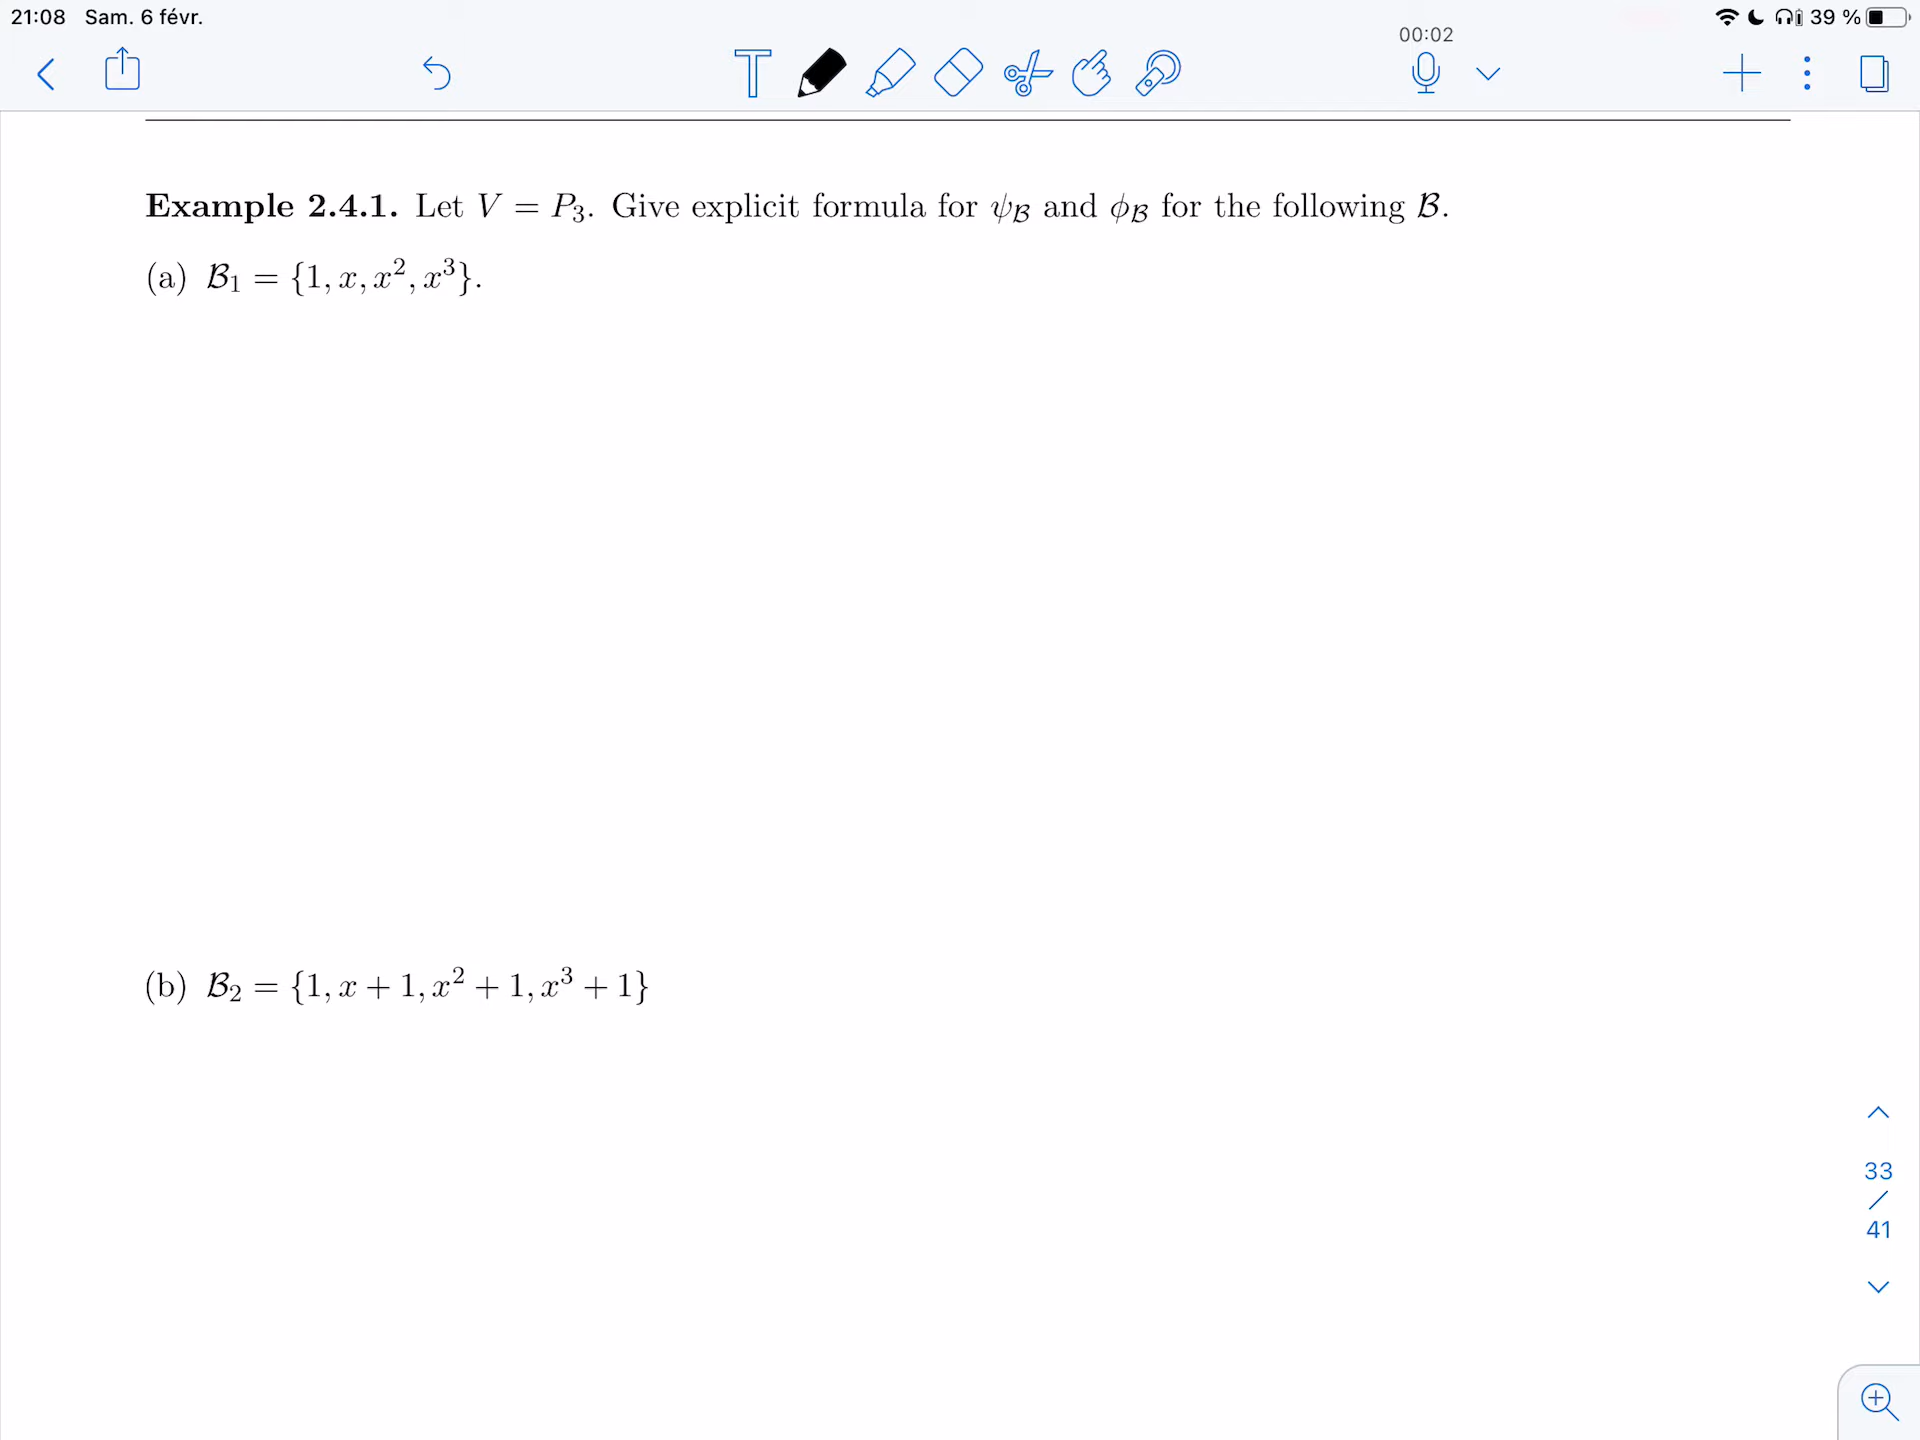 21:08 Sam. 6 févr.
39 %
00:02
T
Example 2.4.1. Let V = P₃. Give explicit formula for ψ_ℬ and ϕ_ℬ for the following ℬ.
(a) ℬ₁ = {1, x, x², x³}.
(b) ℬ₂ = {1, x + 1, x² + 1, x³ + 1}
33
/
41